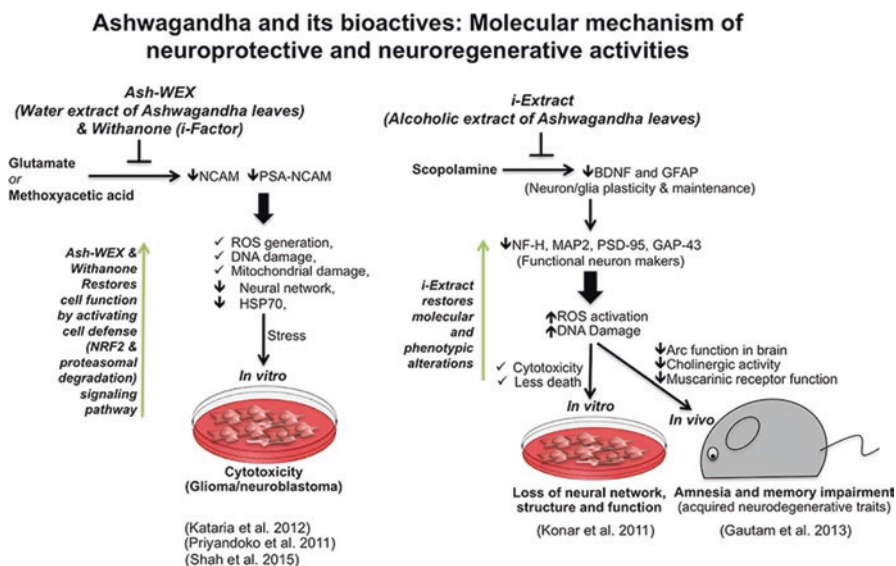 Ashwagandha and its bioactives: Molecular mechanism of
neuroprotective and neuroregenerative activities
Ash-WEX
(Water extract of Ashwagandha leaves)
& Withanone (i-Factor)
Glutamate
or
Methoxyacetic acid
↓NCAM ↓PSA-NCAM
✓ ROS generation,
✓ DNA damage,
✓ Mitochondrial damage,
↓ Neural network,
↓ HSP70,
Ash-WEX &
Withanone
Restores
cell function
by activating
cell defense
(NRF2 &
proteasomal
degradation)
signaling
pathway
Stress
In vitro
Cytotoxicity
(Glioma/neuroblastoma)
(Kataria et al. 2012)
(Priyandoko et al. 2011)
(Shah et al. 2015)
i-Extract
(Alcoholic extract of Ashwagandha leaves)
Scopolamine
↓BDNF and GFAP
(Neuron/glia plasticity & maintenance)
↓NF-H, MAP2, PSD-95, GAP-43
(Functional neuron makers)
i-Extract
restores
molecular
and
phenotypic
alterations
↑ROS activation
↑DNA Damage
✓ Cytotoxicity
✓ Less death
↓Arc function in brain
↓Cholinergic activity
↓Muscarinic receptor function
In vitro
In vivo
Loss of neural network,
structure and function
(Konar et al. 2011)
Amnesia and memory impairment
(acquired neurodegenerative traits)
(Gautam et al. 2013)